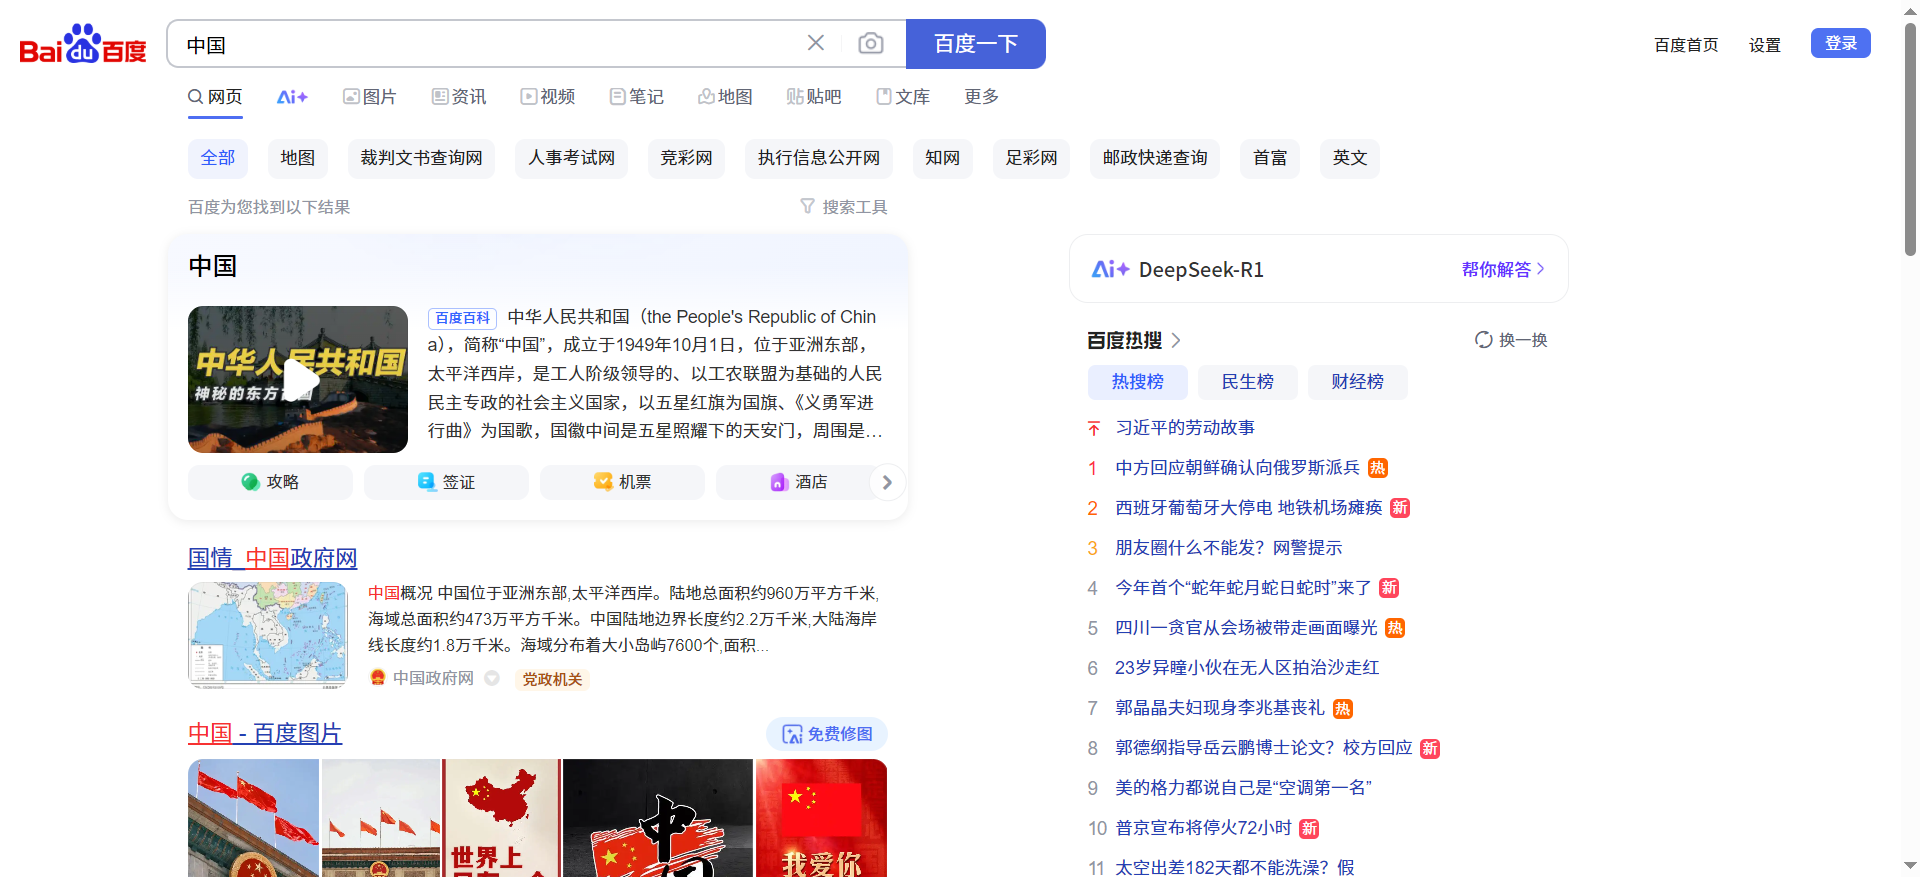 Bai du 百度
中国
百度一下
百度首页 设置 登录
网页 Ai+ 图片 资讯 视频 笔记 地图 贴吧 文库 更多
全部 地图 裁判文书查询网 人事考试网 竞彩网 执行信息公开网 知网 足彩网 邮政快递查询 首富 英文
百度为您找到以下结果 搜索工具
中国
中华人民共和国
神秘的东方古国
百度百科 中华人民共和国（the People's Republic of Chin
a），简称“中国”，成立于1949年10月1日，位于亚洲东部，
太平洋西岸，是工人阶级领导的、以工农联盟为基础的人民
民主专政的社会主义国家，以五星红旗为国旗、《义勇军进
行曲》为国歌，国徽中间是五星照耀下的天安门，周围是...
攻略 签证 机票 酒店
国情_中国政府网
中国概况 中国位于亚洲东部,太平洋西岸。陆地总面积约960万平方千米,
海域总面积约473万平方千米。中国陆地边界长度约2.2万千米,大陆海岸
线长度约1.8万千米。海域分布着大小岛屿7600个,面积...
中国政府网 党政机关
中国 - 百度图片
免费修图
世界上
中国
我爱你
Ai+ DeepSeek-R1 帮你解答
百度热搜 换一换
热搜榜 民生榜 财经榜
习近平的劳动故事
1 中方回应朝鲜确认向俄罗斯派兵 热
2 西班牙葡萄牙大停电 地铁机场瘫痪 新
3 朋友圈什么不能发？网警提示
4 今年首个“蛇年蛇月蛇日蛇时”来了 新
5 四川一贪官从会场被带走画面曝光 热
6 23岁异瞳小伙在无人区拍治沙走红
7 郭晶晶夫妇现身李兆基丧礼 热
8 郭德纲指导岳云鹏博士论文？校方回应 新
9 美的格力都说自己是“空调第一名”
10 普京宣布将停火72小时 新
11 太空出差182天都不能洗澡？假